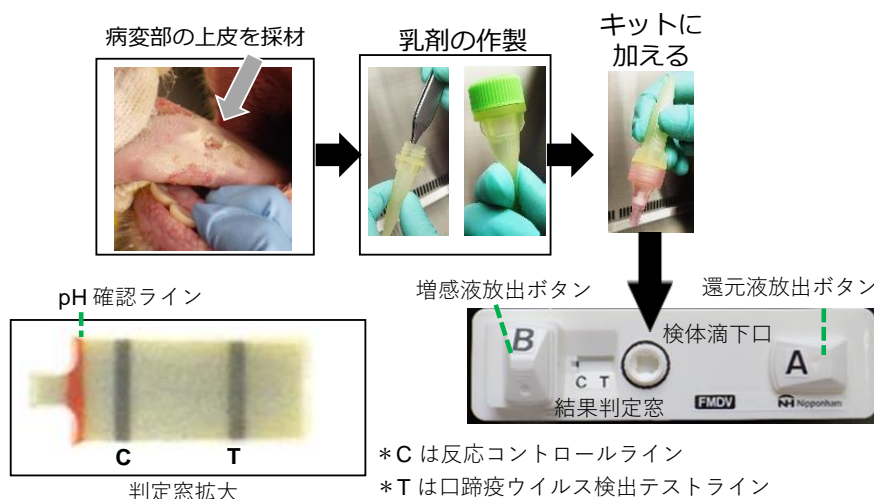 病変部の上皮を採材
乳剤の作製
キットに
加える
pH 確認ライン
増感液放出ボタン
還元液放出ボタン
B
検体滴下口
A
C T
結果判定窓
FMDV
NH Nipponham
C
T
判定窓拡大
＊C は反応コントロールライン
＊T は口蹄疫ウイルス検出テストライン